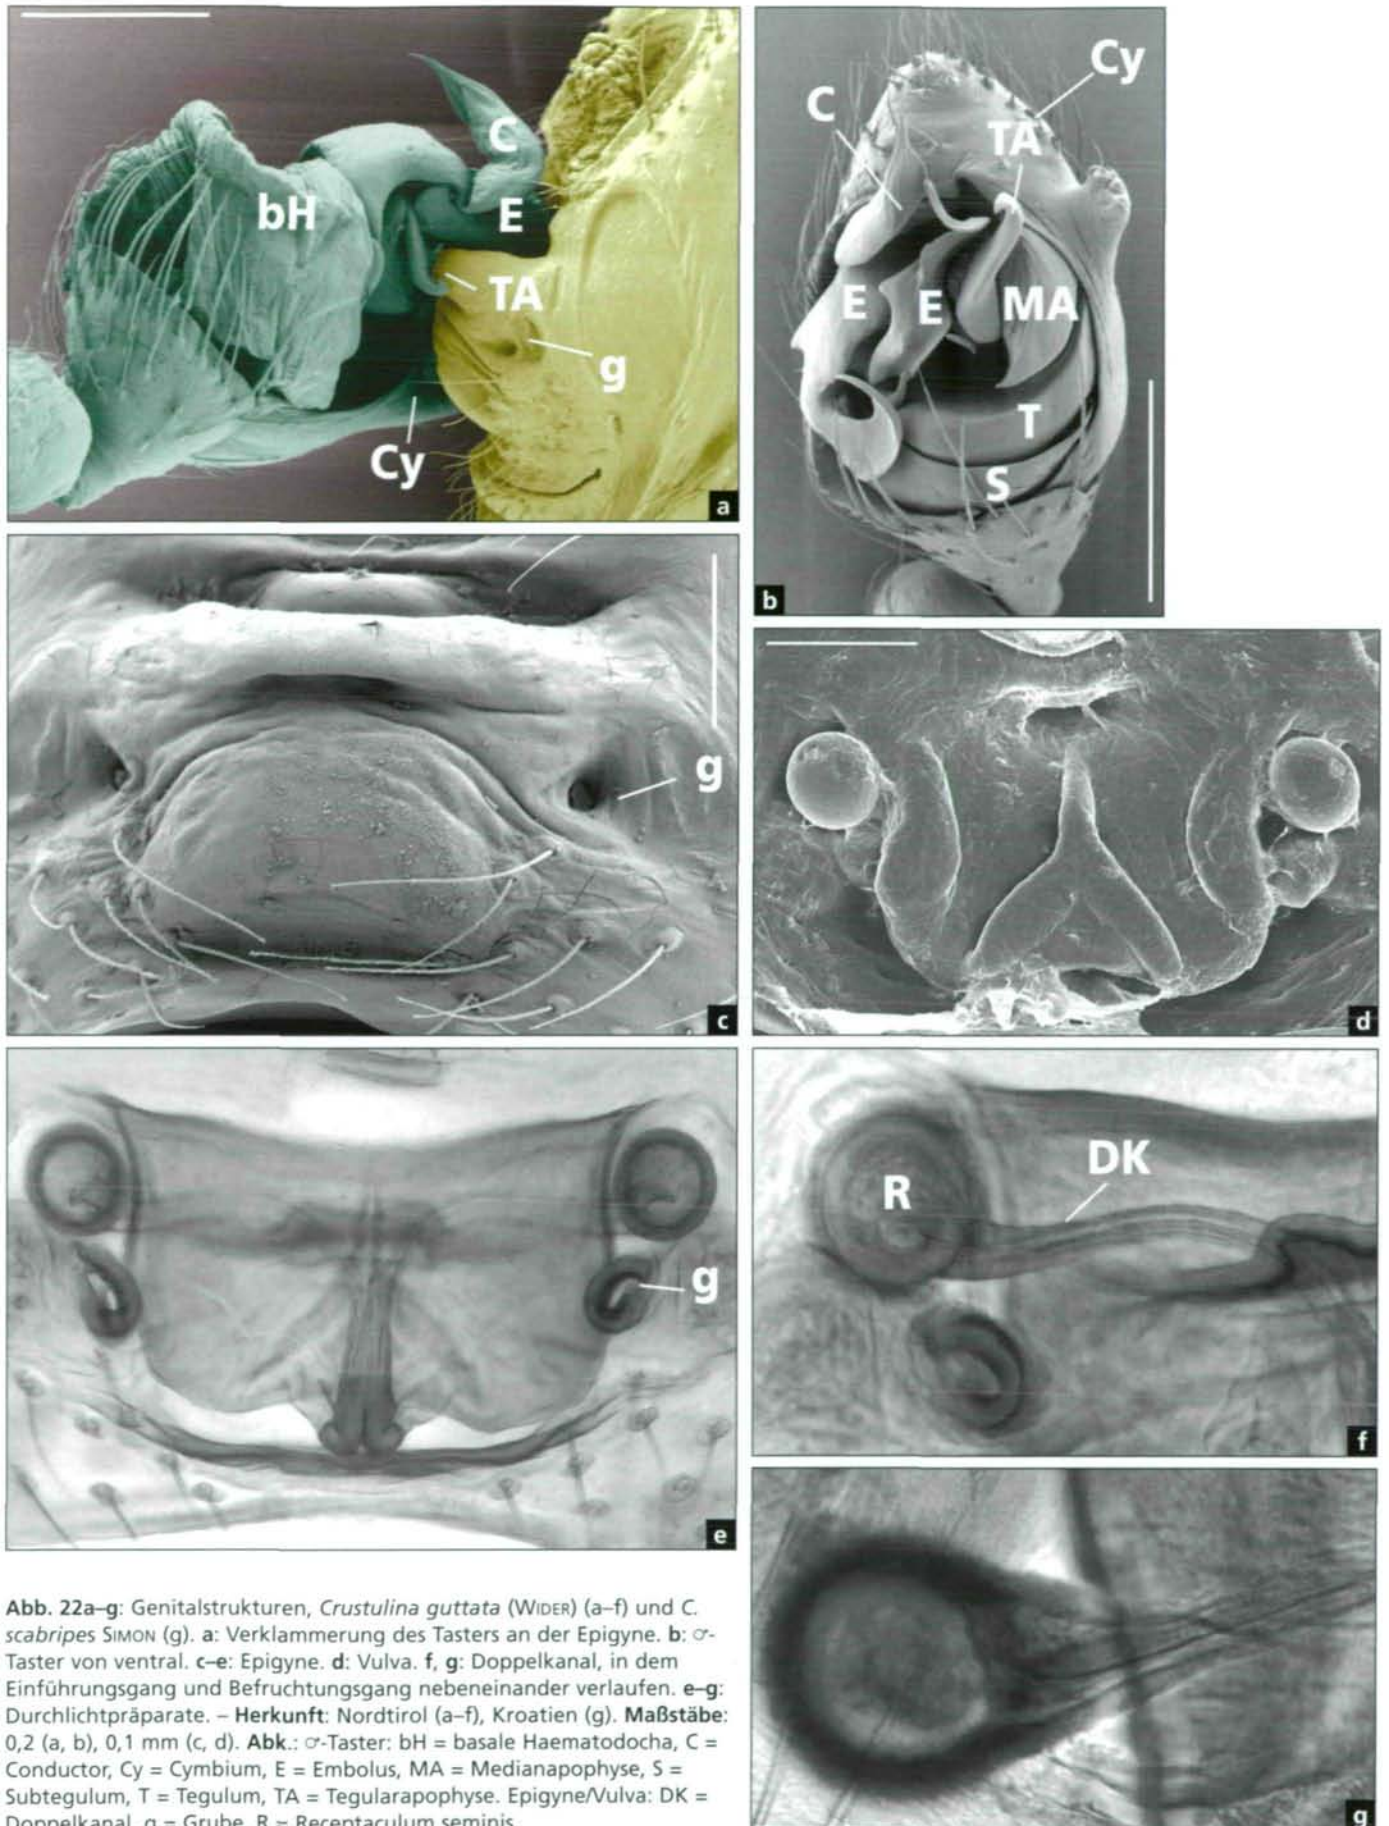 C
bH
E
TA
g
Cy
a
Cy
C
TA
E
E
MA
T
S
b
g
c
d
g
e
DK
R
f
g
Abb. 22a–g: Genitalstrukturen, Crustulina guttata (WIDER) (a–f) und C.
scabripes SIMON (g). a: Verklammerung des Tasters an der Epigyne. b: ♂-
Taster von ventral. c–e: Epigyne. d: Vulva. f, g: Doppelkanal, in dem
Einführungsgang und Befruchtungsgang nebeneinander verlaufen. e–g:
Durchlichtpräparate. – Herkunft: Nordtirol (a–f), Kroatien (g). Maßstäbe:
0,2 (a, b), 0,1 mm (c, d). Abk.: ♂-Taster: bH = basale Haematodocha, C =
Conductor, Cy = Cymbium, E = Embolus, MA = Medianapophyse, S =
Subtegulum, T = Tegulum, TA = Tegularapophyse. Epigyne/Vulva: DK =
Doppelkanal, g = Grube, R = Receptaculum seminis